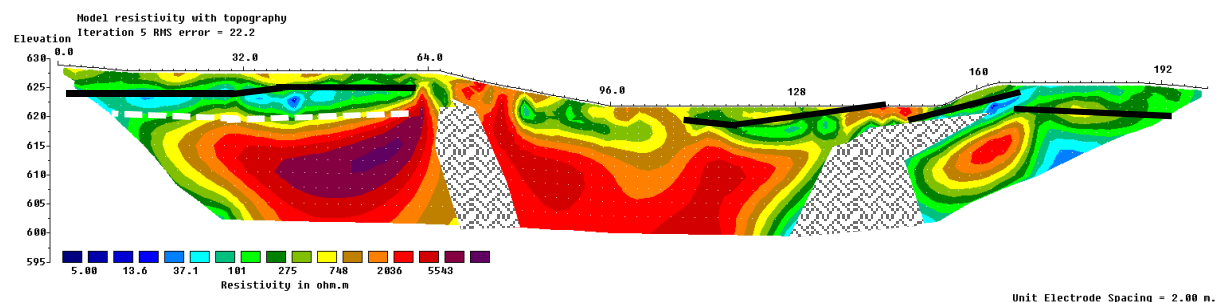 Model resistivity with topography
Iteration 5 RMS error = 22.2
Elevation
0.0
32.0
64.0
96.0
128
160
192
630
625
620
615
610
605
600
595
5.00 13.6 37.1 101 275 748 2036 5543
Resistivity in ohm.m
Unit Electrode Spacing = 2.00 m.